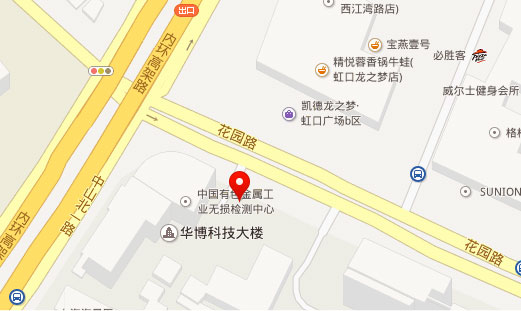 西江湾路店)
出口
宝燕壹号
内环高架路
精悦蓉香锅牛蛙(
虹口龙之梦店)
必胜客
威尔士健身会所
凯德龙之梦·
虹口广场b区
花园路
格
中国有色金属工
业无损检测中心
SUNION
中山北一路
华博科技大楼
花园路
内环高架